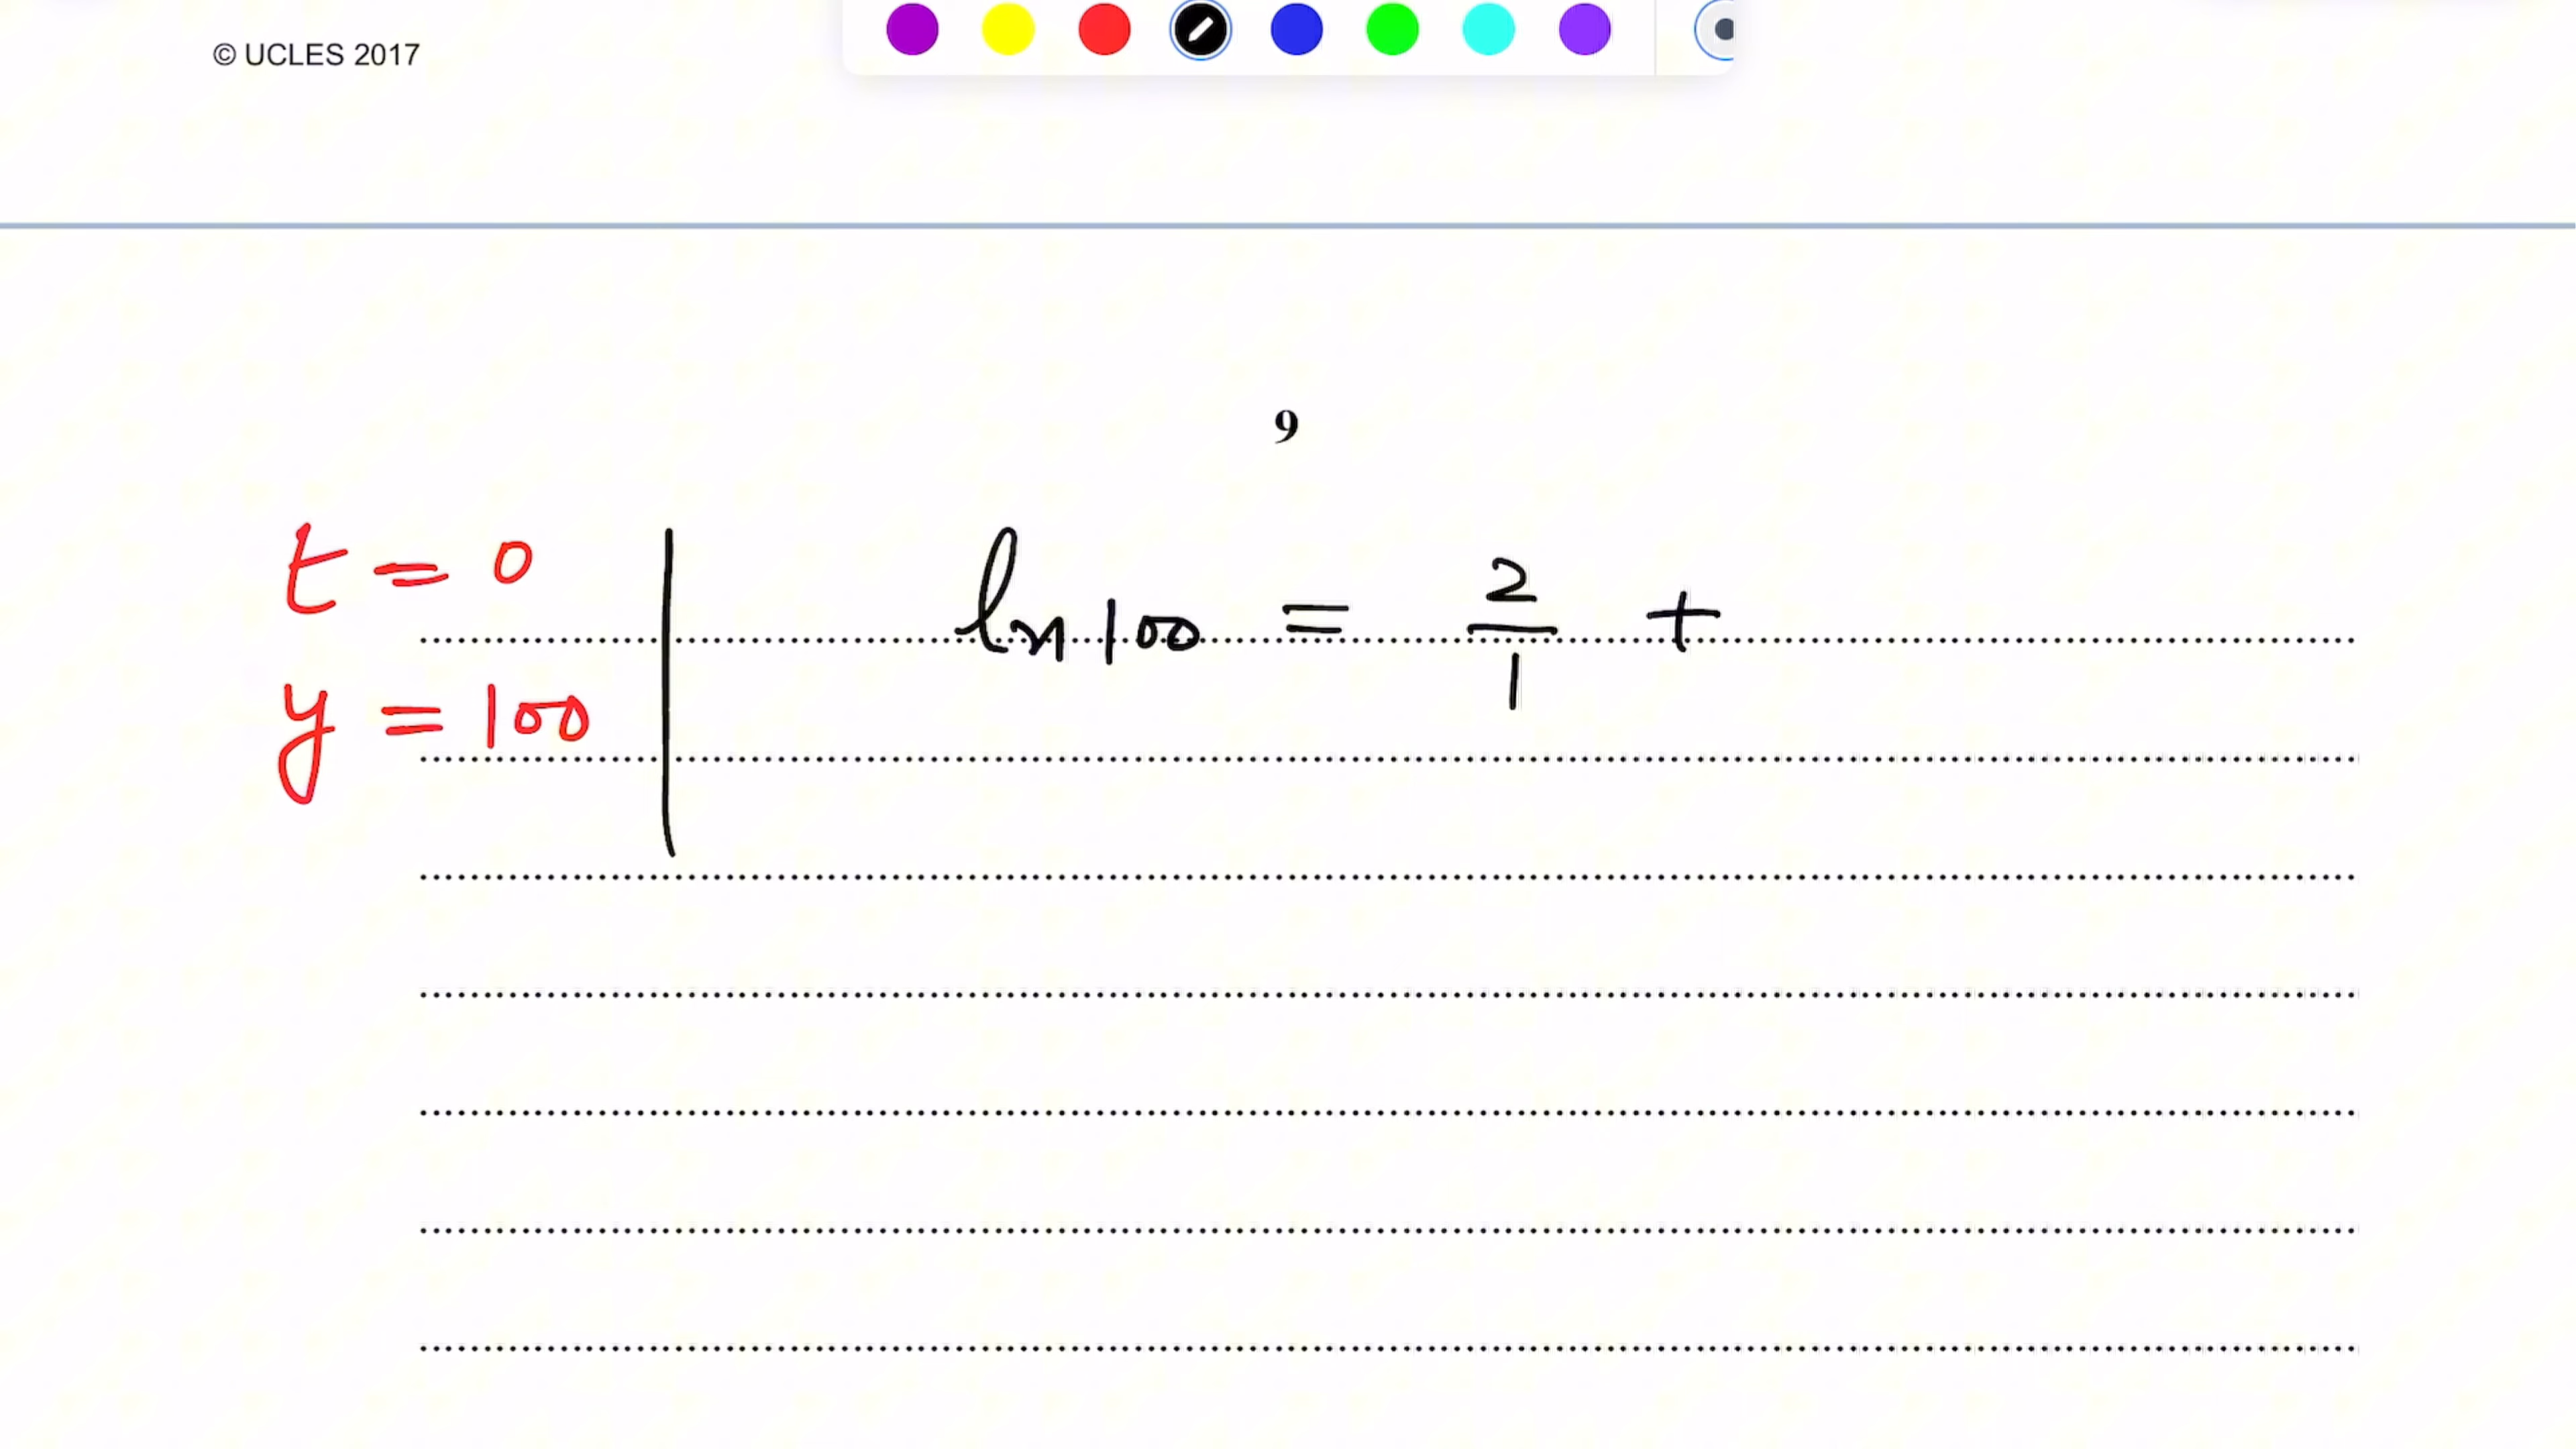 © UCLES 2017
9
t = 0
ln 100 = 2/1 +
y = 100